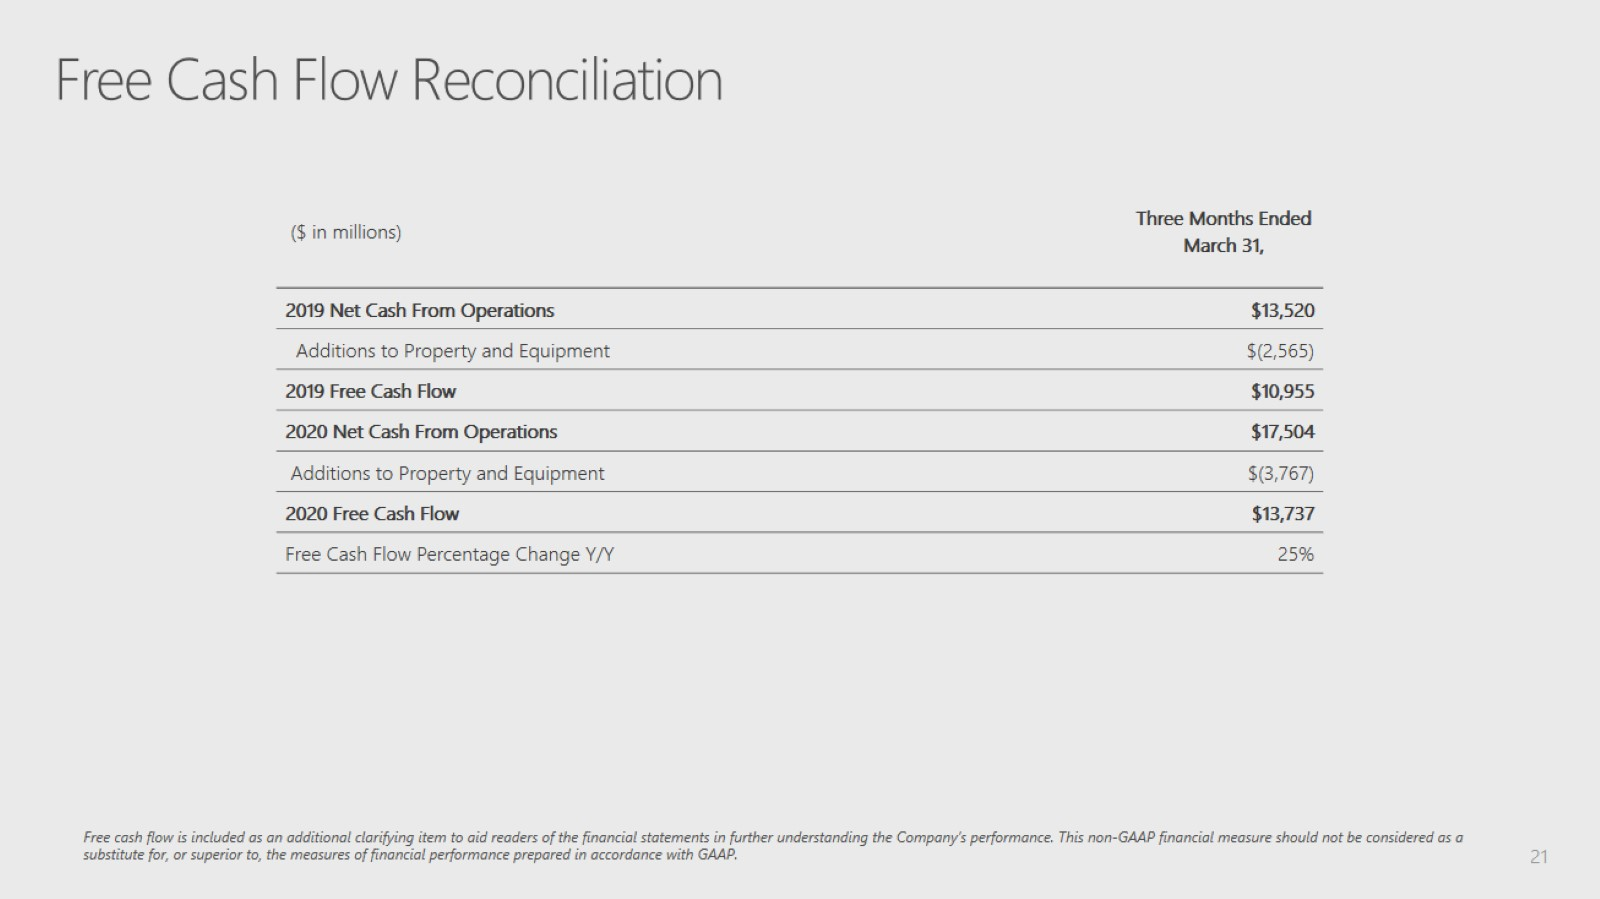 Free Cash Flow Reconciliation
($ in millions)
Three Months Ended
March 31,
2019 Net Cash From Operations $13,520
Additions to Property and Equipment $(2,565)
2019 Free Cash Flow $10,955
2020 Net Cash From Operations $17,504
Additions to Property and Equipment $(3,767)
2020 Free Cash Flow $13,737
Free Cash Flow Percentage Change Y/Y 25%
Free cash flow is included as an additional clarifying item to aid readers of the financial statements in further understanding the Company's performance. This non-GAAP financial measure should not be considered as a
substitute for, or superior to, the measures of financial performance prepared in accordance with GAAP.
21